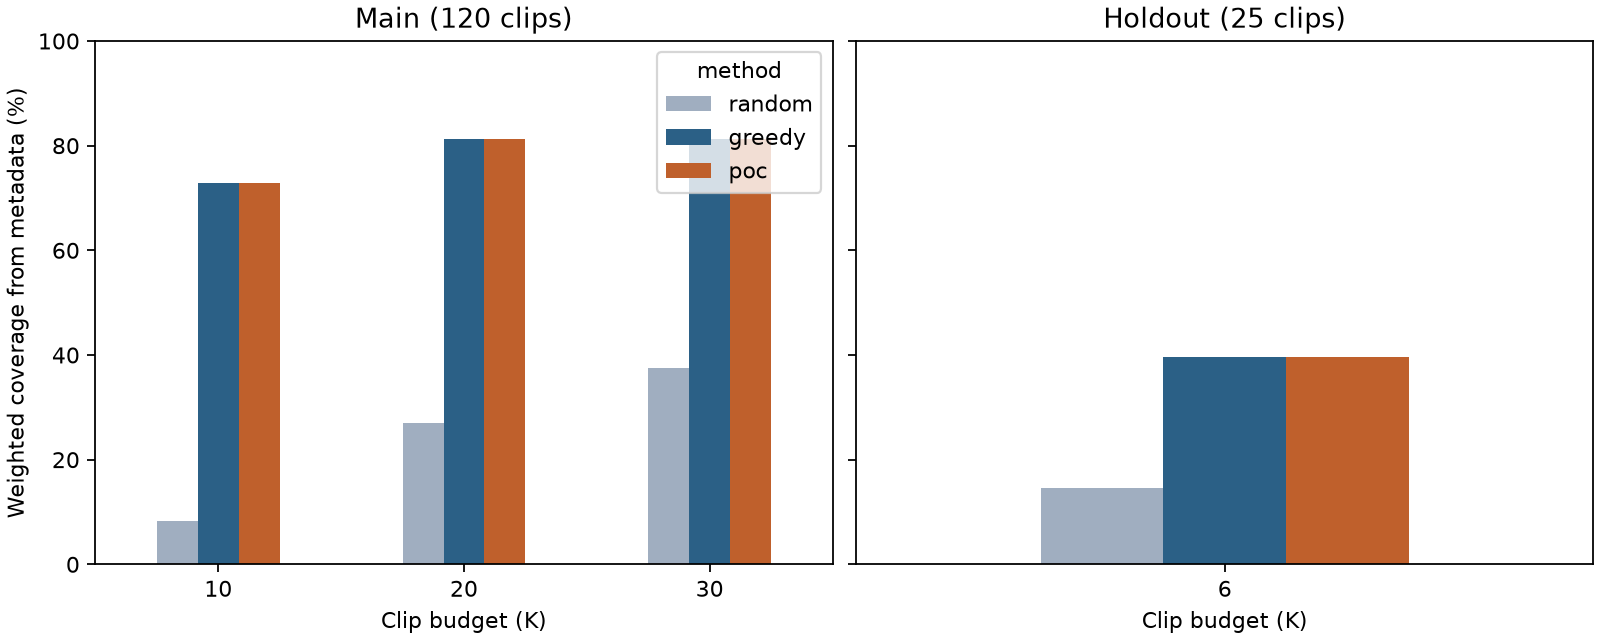 Main (120 clips)
Holdout (25 clips)
Weighted coverage from metadata (%)
100
80
60
40
20
0
method
random
greedy
poc
10
20
30
Clip budget (K)
6
Clip budget (K)